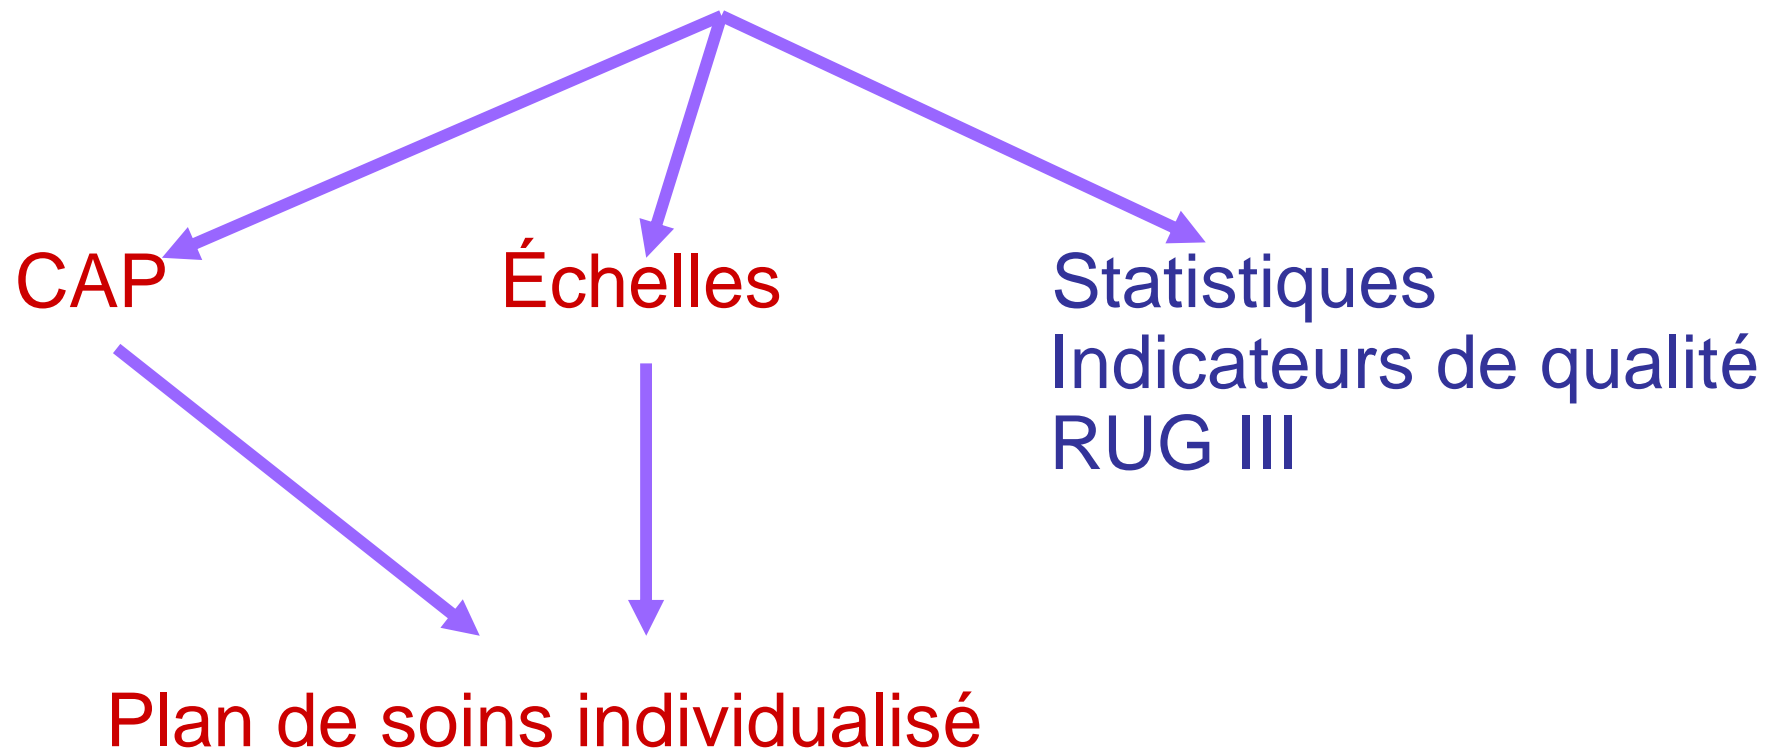 CAP
Échelles
Statistiques
Indicateurs de qualité
RUG III
Plan de soins individualisé